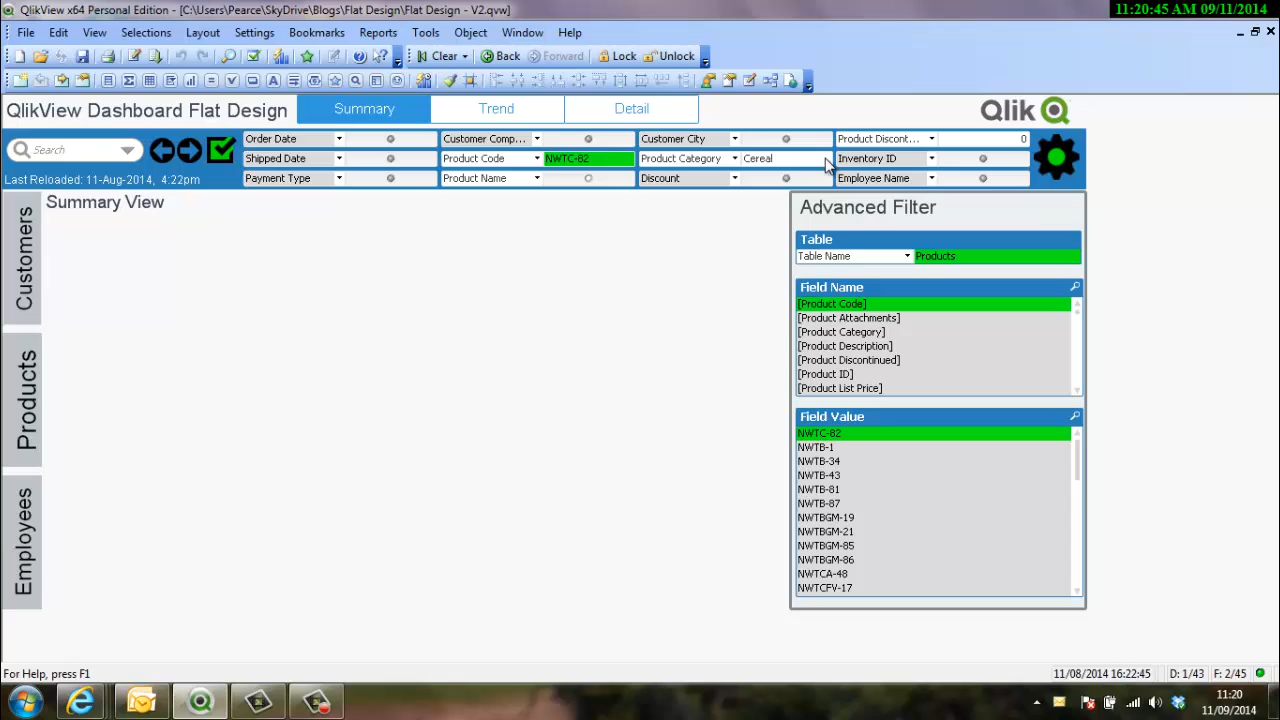 QlikView x64 Personal Edition - [C:\Users\Pearce\SkyDrive\Blogs\Flat Design\Flat Design - V2.qvw]
11:20:45 AM 09/11/2014
File Edit View Selections Layout Settings Bookmarks Reports Tools Object Window Help
Clear Back Forward Lock Unlock
QlikView Dashboard Flat Design Summary Trend Detail Qlik
Order Date Customer Comp... Customer City Product Discont... 0
Search
Shipped Date Product Code NWTC-82 Product Category Cereal Inventory ID
Last Reloaded: 11-Aug-2014, 4:22pm Payment Type Product Name Discount Employee Name
Summary View
Customers
Products
Employees
Advanced Filter
Table
Table Name Products
Field Name
[Product Code]
[Product Attachments]
[Product Category]
[Product Description]
[Product Discontinued]
[Product ID]
[Product List Price]
Field Value
NWTC-82
NWTB-1
NWTB-34
NWTB-43
NWTB-81
NWTB-87
NWTBGM-19
NWTBGM-21
NWTBGM-85
NWTBGM-86
NWTCA-48
NWTCFV-17
For Help, press F1 11/08/2014 16:22:45 D: 1/43 F: 2/45
11:20
11/09/2014